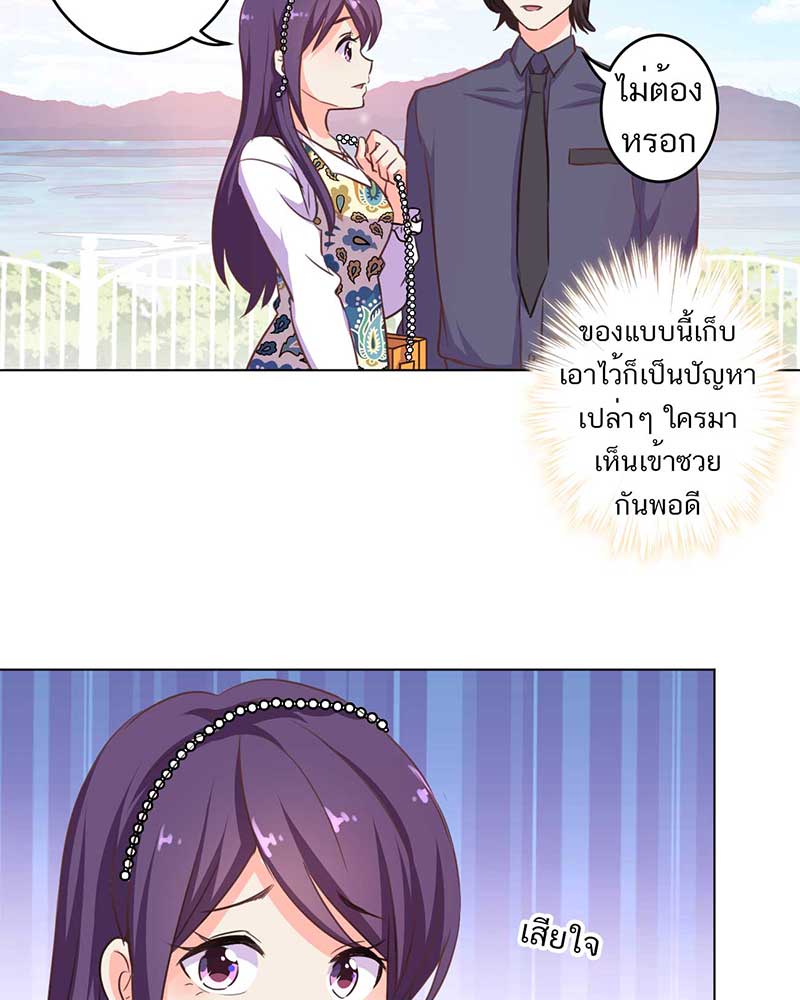 ไม่ต้อง
หรอก
ของแบบนี้เก็บ
เอาไว้ก็เป็นปัญหา
เปล่าๆ ใครมา
เห็นเข้าซวย
กันพอดี
เสียใจ